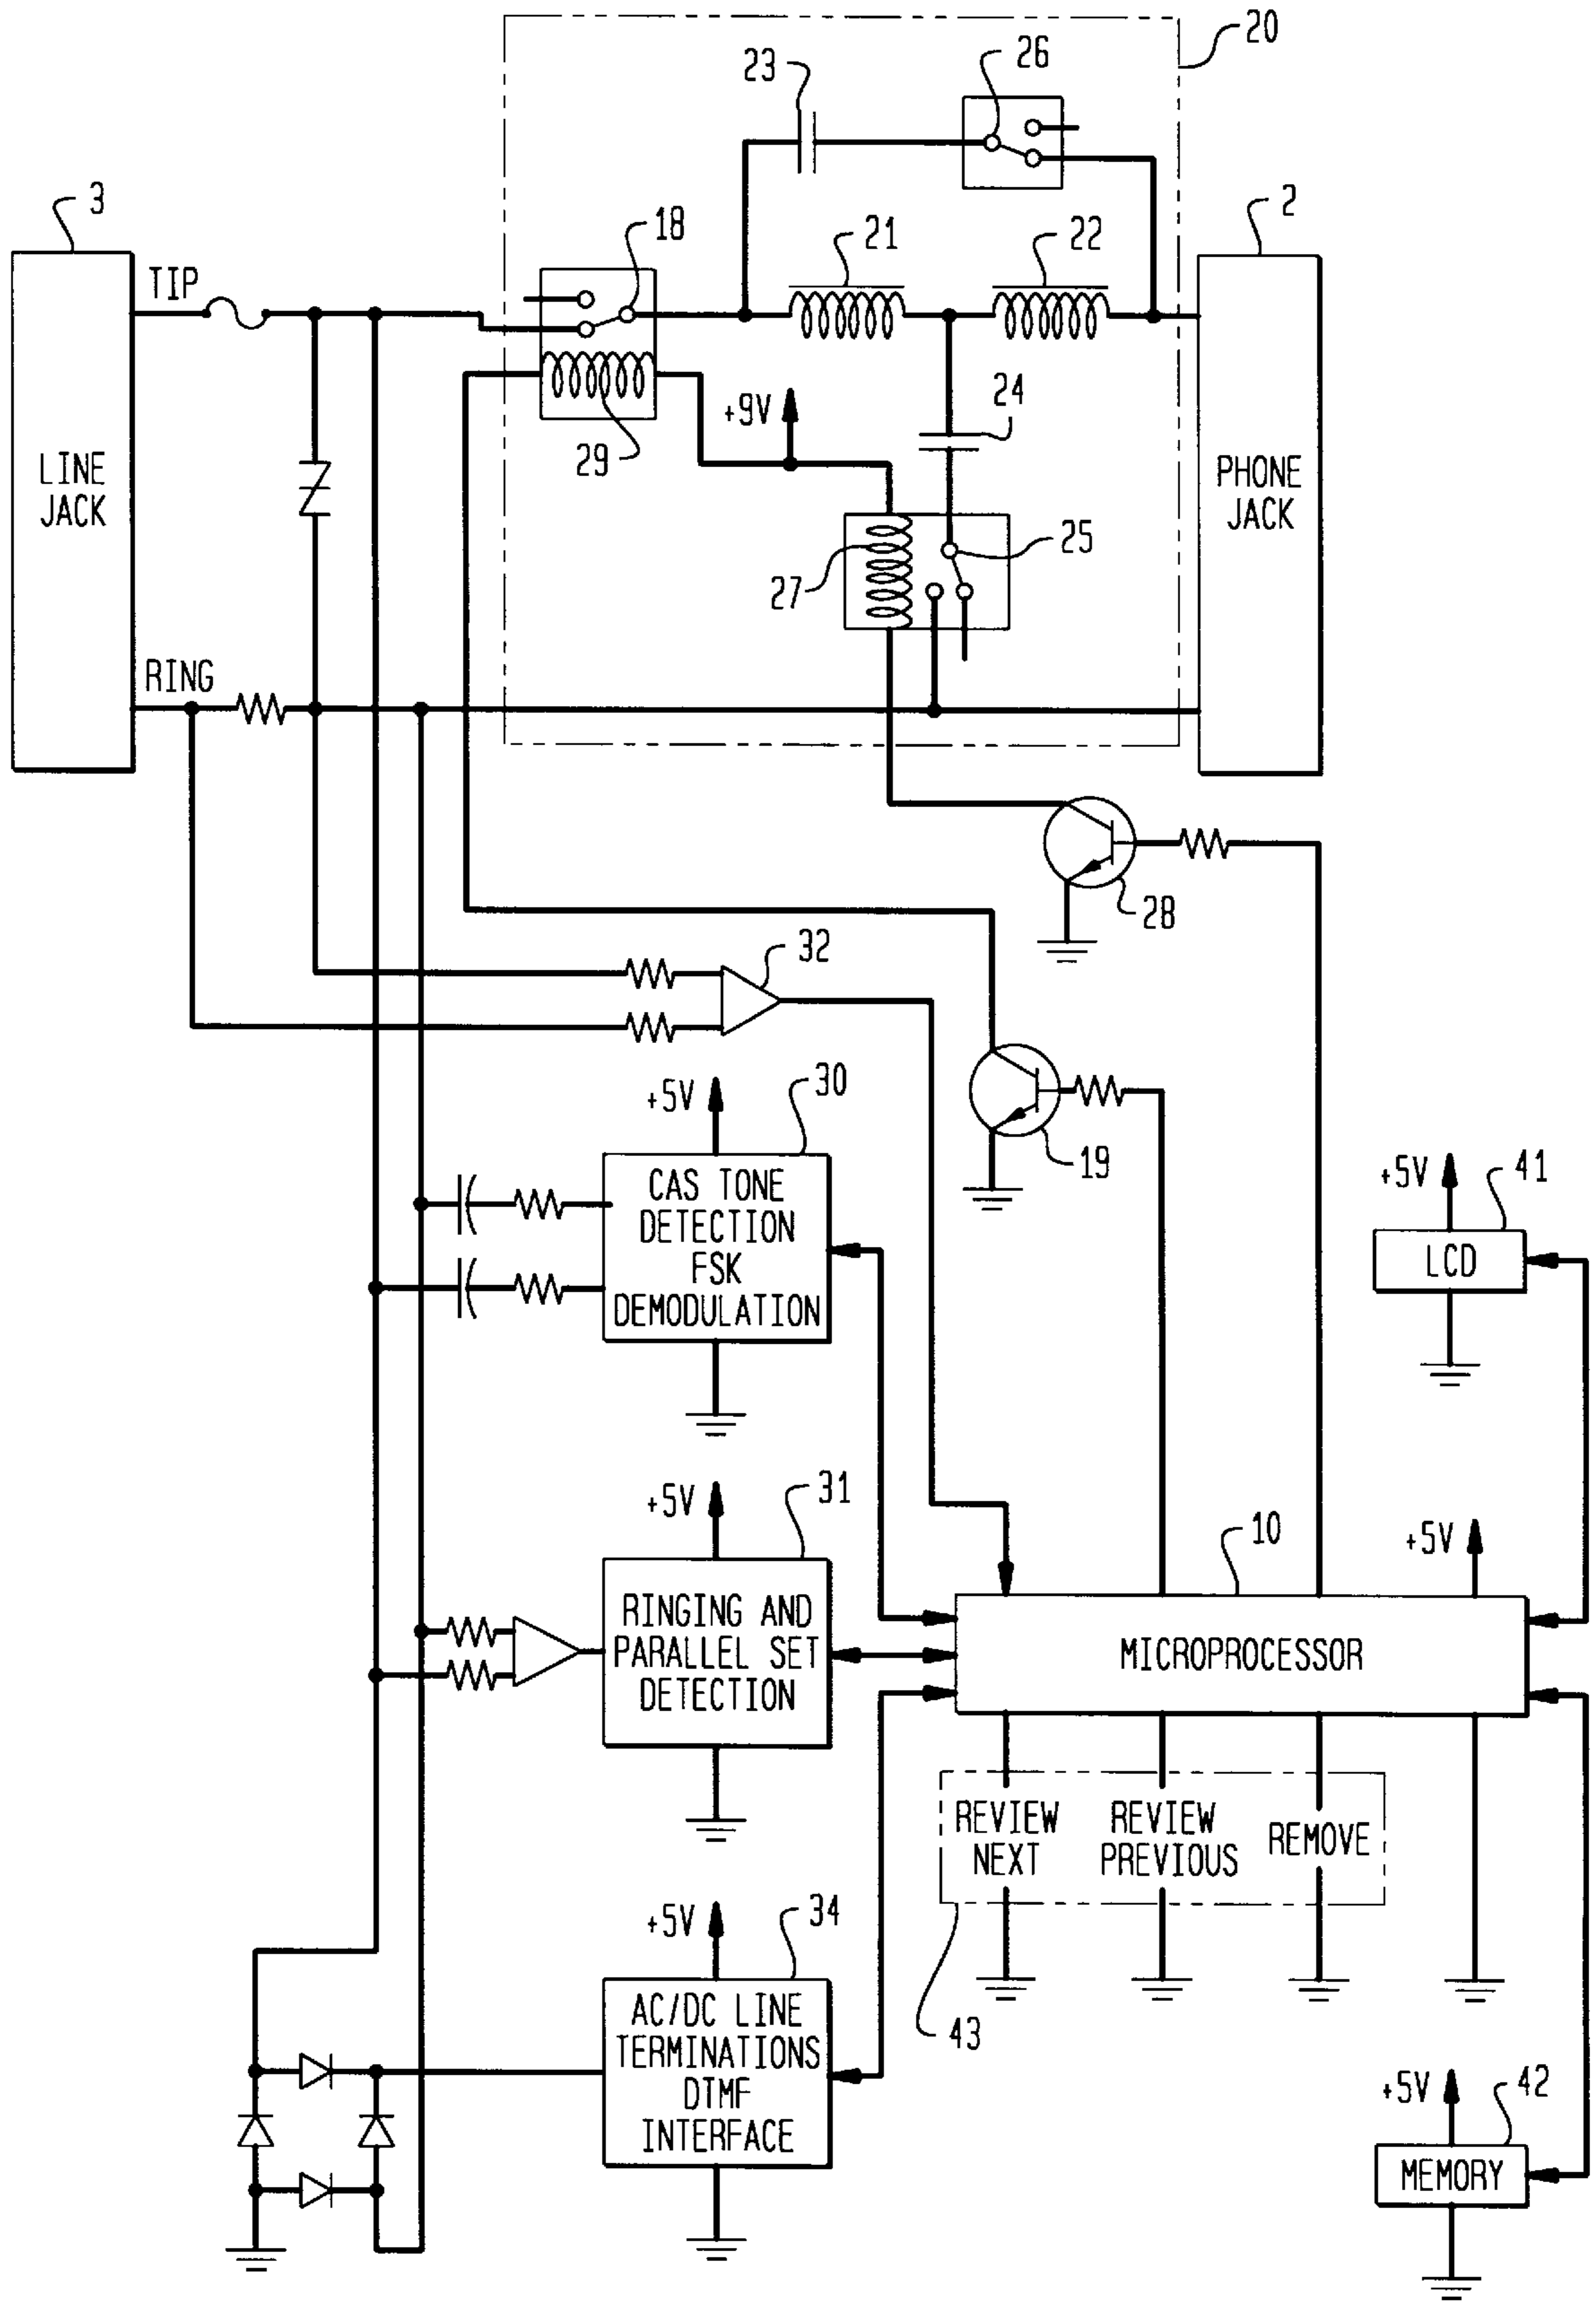 20
23
26
3
18
21
22
2
TIP
+9V
24
LINE
JACK
29
PHONE
JACK
25
27
RING
28
32
30
+5V
19
CAS TONE
DETECTION
FSK
DEMODULATION
41
+5V
LCD
31
+5V
10
+5V
RINGING AND
PARALLEL SET
DETECTION
MICROPROCESSOR
REVIEW
NEXT
REVIEW
PREVIOUS
REMOVE
34
+5V
43
AC/DC LINE
TERMINATIONS
DTMF
INTERFACE
42
+5V
MEMORY